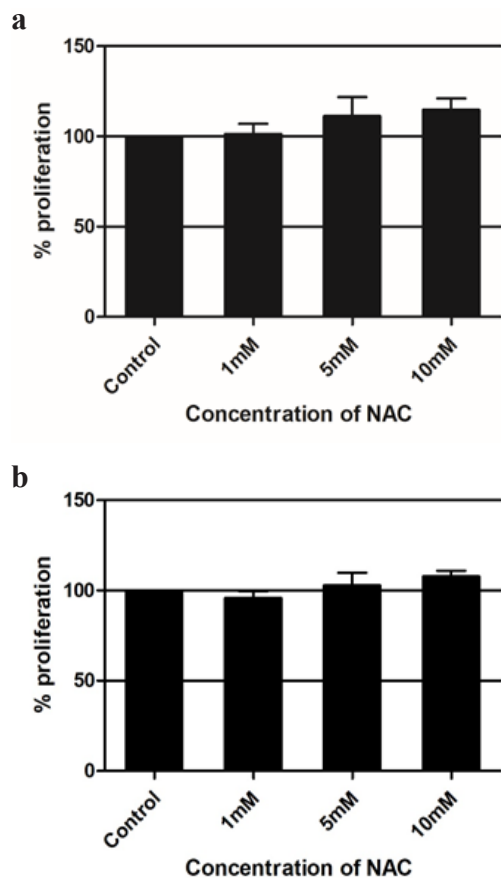 a
150
100
50
0
% proliferation
Control
1mM
5mM
10mM
Concentration of NAC
b
150
100
50
0
% proliferation
Control
1mM
5mM
10mM
Concentration of NAC